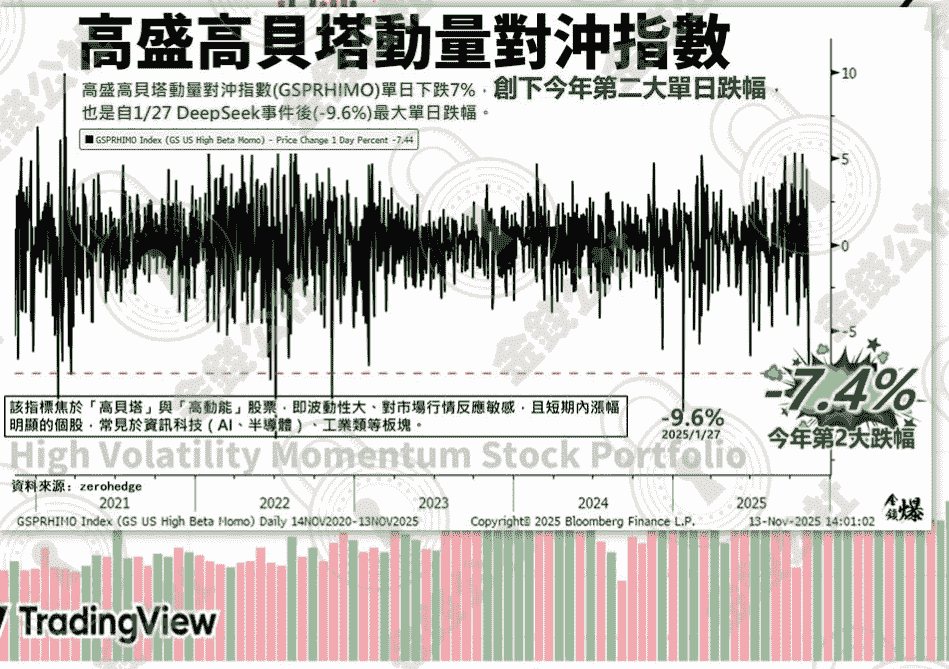 高盛高貝塔動量對沖指數
高盛高貝塔動量對沖指數(GSPRHIMO)單日下跌7%，創下今年第二大單日跌幅，
也是自1/27 DeepSeek事件後(-9.6%)最大單日跌幅。
GSPRHIMO Index (GS US High Beta Momo) - Price Change 1 Day Percent -7.44
10
5
0
-5
-7.4%
今年第2大跌幅
-9.6%
2025/1/27
該指標焦於「高貝塔」與「高動能」股票，即波動性大、對市場行情反應敏感，且短期內漲幅
明顯的個股，常見於資訊科技（AI、半導體）、工業類等板塊。
High Volatility Momentum Stock Portfolio
資料來源：zerohedge
2021 2022 2023 2024 2025
GSPRHIMO Index (GS US High Beta Momo) Daily 14NOV2020-13NOV2025 Copyright© 2025 Bloomberg Finance L.P. 13-Nov-2025 14:01:02
金錢爆
TradingView